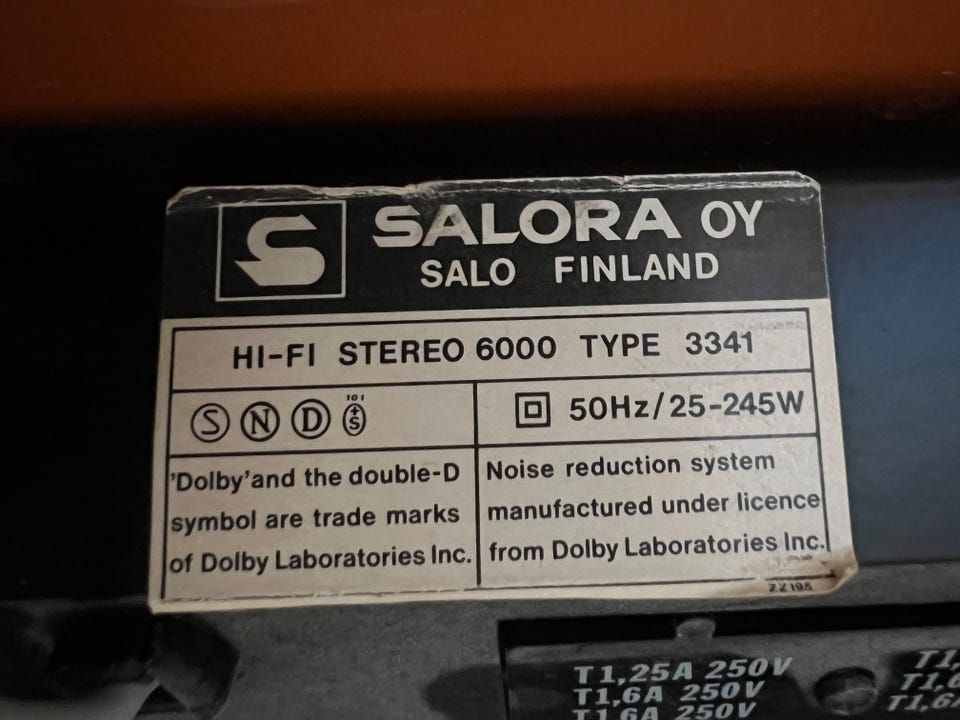 SALORA OY
SALO FINLAND
HI-FI STEREO 6000 TYPE 3341
S N D +S
50Hz/25-245W
'Dolby' and the double-D
symbol are trade marks
of Dolby Laboratories Inc.
Noise reduction system
manufactured under licence
from Dolby Laboratories Inc.
T1,25A 250V
T1,6A 250V
T1,6A 250V